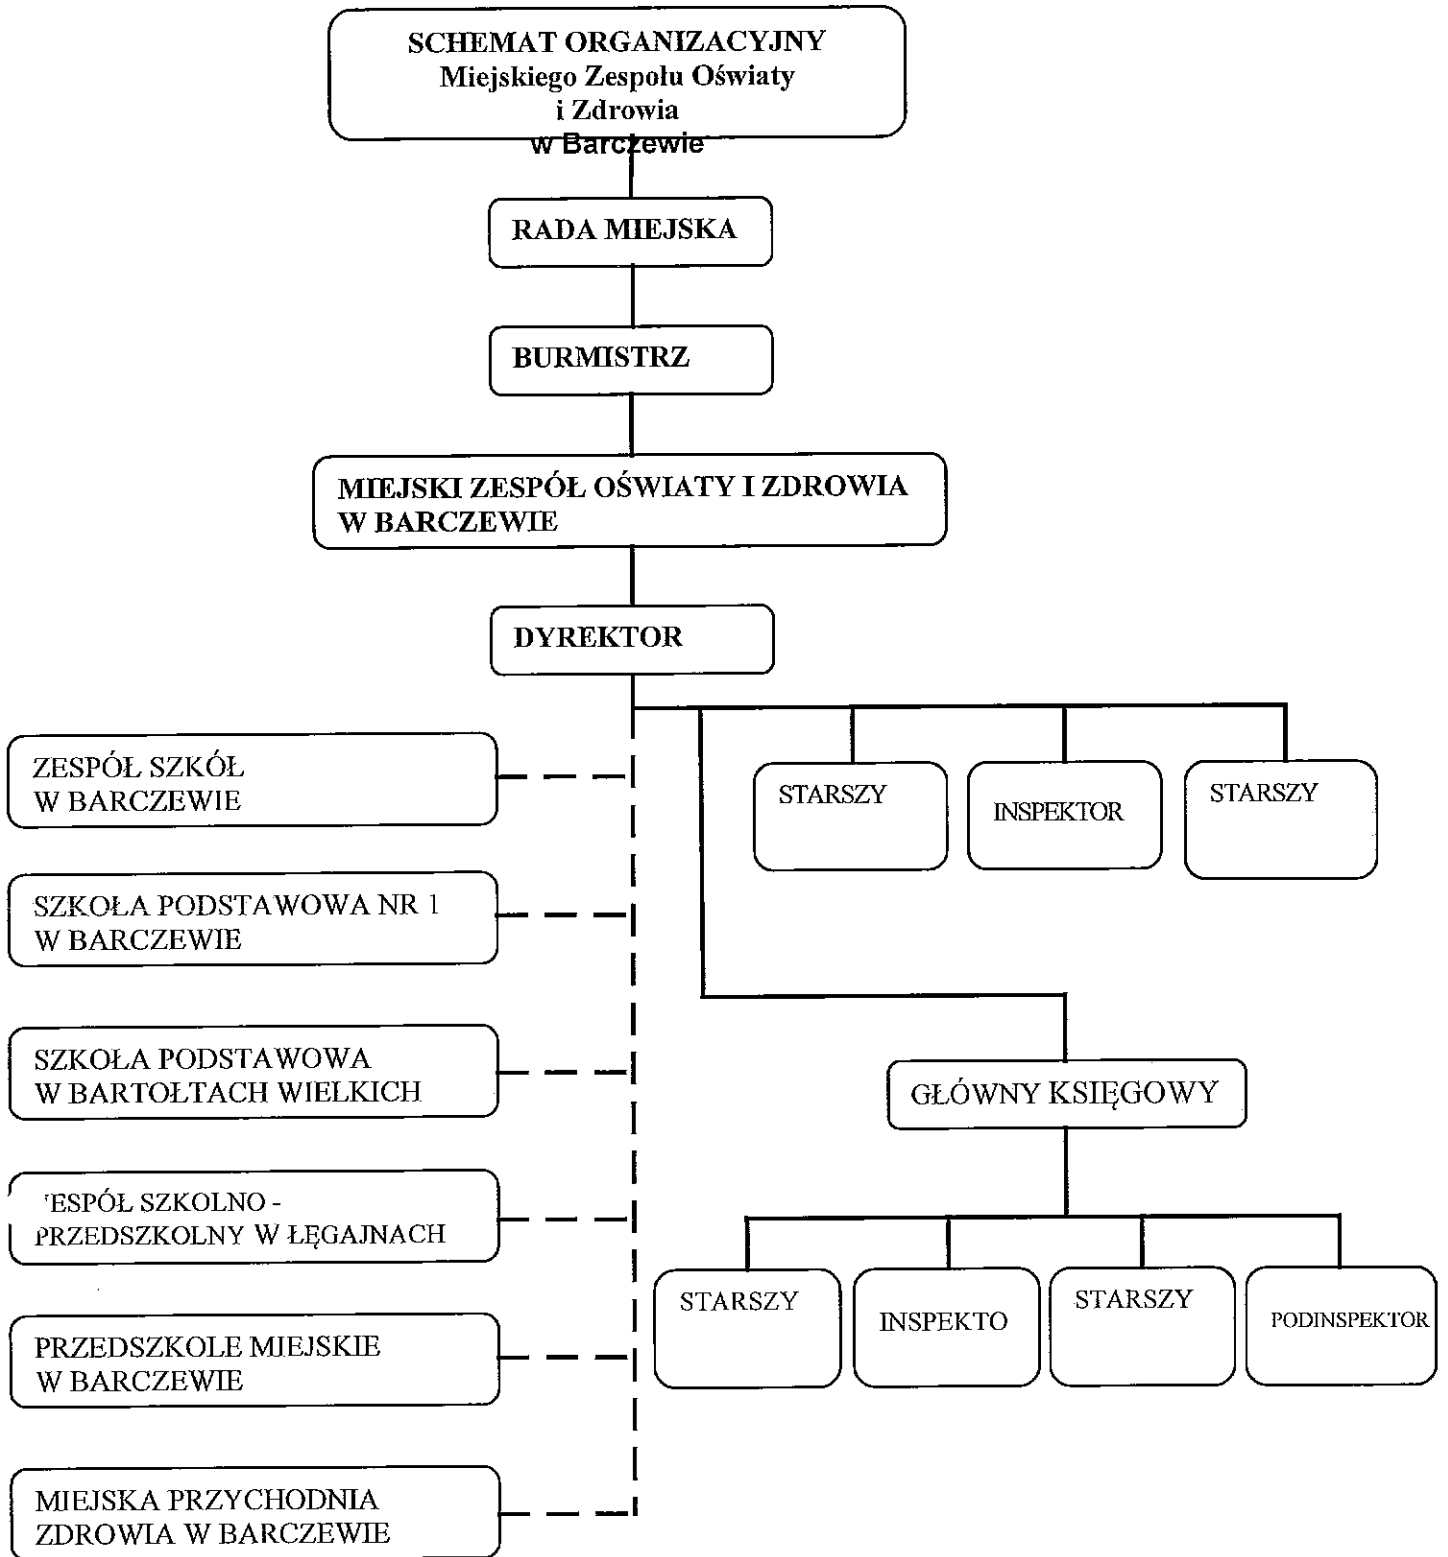 SCHEMAT ORGANIZACYJNY
Miejskiego Zespołu Oświaty
i Zdrowia
w Barczewie
RADA MIEJSKA
BURMISTRZ
MIEJSKI ZESPÓŁ OŚWIATY I ZDROWIA
W BARCZEWIE
DYREKTOR
ZESPÓŁ SZKÓŁ
W BARCZEWIE
SZKOŁA PODSTAWOWA NR 1
W BARCZEWIE
SZKOŁA PODSTAWOWA
W BARTOŁTACH WIELKICH
ESPÓŁ SZKOLNO -
PRZEDSZKOLNY W ŁĘGAJNACH
PRZEDSZKOLE MIEJSKIE
W BARCZEWIE
MIEJSKA PRZYCHODNIA
ZDROWIA W BARCZEWIE
STARSZY
INSPEKTOR
STARSZY
GŁÓWNY KSIĘGOWY
STARSZY
INSPEKTO
STARSZY
PODINSPEKTOR